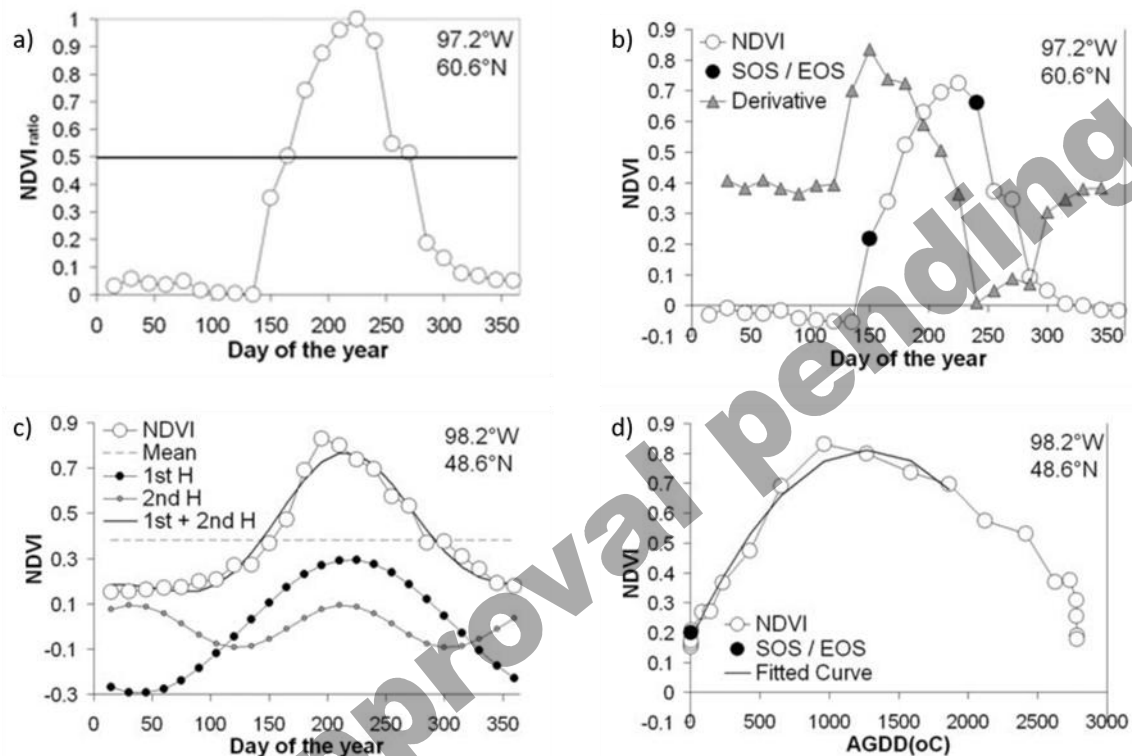 a)
1
0.9
0.8
0.7
0.6
0.5
0.4
0.3
0.2
0.1
0
NDVIratio
97.2°W
60.6°N
0 50 100 150 200 250 300 350
Day of the year
b)
0.9
0.8
0.7
0.6
0.5
0.4
0.3
0.2
0.1
0
-0.1
NDVI
NDVI
SOS / EOS
Derivative
97.2°W
60.6°N
0 50 100 150 200 250 300 350
Day of the year
c)
0.9
0.7
0.5
0.3
0.1
-0.1
-0.3
NDVI
NDVI
Mean
1st H
2nd H
1st + 2nd H
98.2°W
48.6°N
0 50 100 150 200 250 300 350
Day of the year
d)
0.9
0.8
0.7
0.6
0.5
0.4
0.3
0.2
0.1
0
-0.1
NDVI
98.2°W
48.6°N
NDVI
SOS / EOS
Fitted Curve
0 500 1000 1500 2000 2500 3000
AGDD(oC)
pproval pending